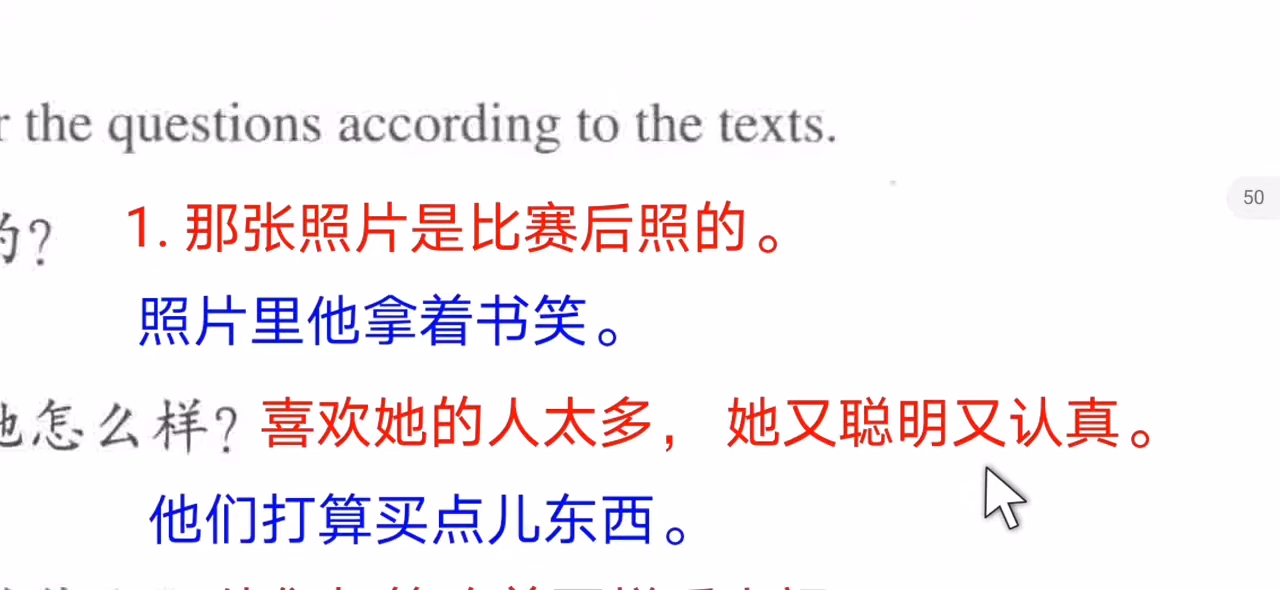 the questions according to the texts.
50
的? 1. 那张照片是比赛后照的。
照片里他拿着书笑。
怎么样? 喜欢她的人太多，她又聪明又认真。
他们打算买点儿东西。